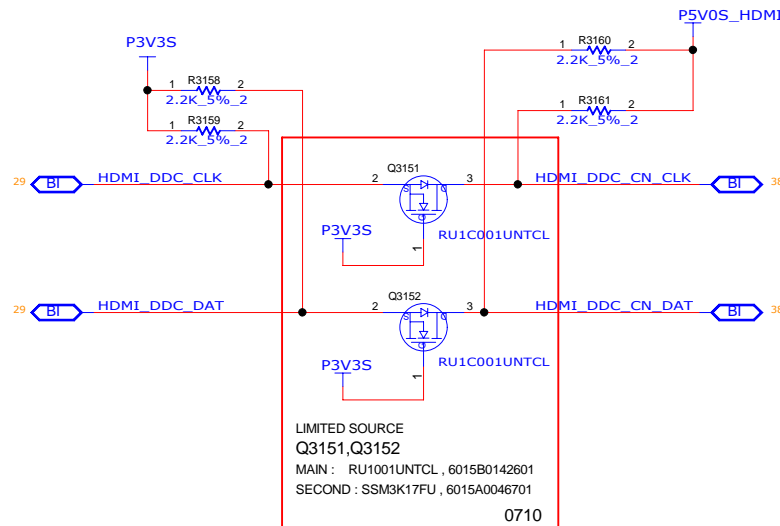 P5V0S_HDMI
P3V3S
R3160
1 2
2.2K_5%_2
R3158
1 2
2.2K_5%_2
R3161
1 2
2.2K_5%_2
R3159
1 2
2.2K_5%_2
Q3151
29 BI HDMI_DDC_CLK 2 3 HDMI_DDC_CN_CLK BI 38
S D
G
RU1C001UNTCL
P3V3S
1
Q3152
29 BI HDMI_DDC_DAT 2 3 HDMI_DDC_CN_DAT BI 38
S D
G
RU1C001UNTCL
P3V3S
1
LIMITED SOURCE
Q3151,Q3152
MAIN : RU1001UNTCL , 6015B0142601
SECOND : SSM3K17FU , 6015A0046701
0710